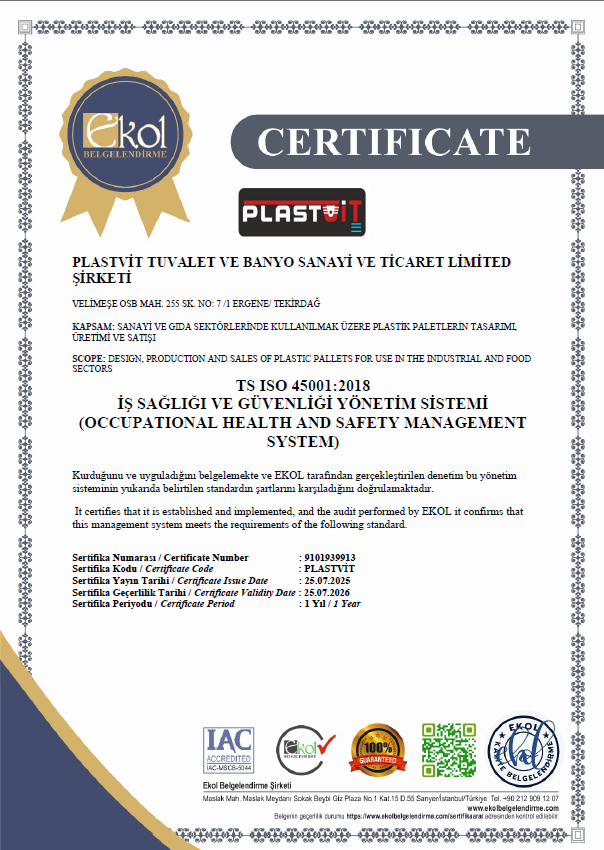 Ekol
BELGELENDİRME
CERTIFICATE
PLASTVİT
PLASTVİT TUVALET VE BANYO SANAYİ VE TİCARET LİMİTED
ŞİRKETİ
VELİMEŞE OSB MAH. 255 SK. NO: 7 /1 ERGENE/ TEKİRDAĞ
KAPSAM: SANAYİ VE GIDA SEKTÖRLERİNDE KULLANILMAK ÜZERE PLASTİK PALETLERİN TASARIMI,
ÜRETİMİ VE SATIŞI
SCOPE: DESIGN, PRODUCTION AND SALES OF PLASTIC PALLETS FOR USE IN THE INDUSTRIAL AND FOOD
SECTORS
TS ISO 45001:2018
İŞ SAĞLIĞI VE GÜVENLİĞİ YÖNETİM SİSTEMİ
(OCCUPATIONAL HEALTH AND SAFETY MANAGEMENT
SYSTEM)
Kurduğunu ve uyguladığını belgelemekte ve EKOL tarafından gerçekleştirilen denetim bu yönetim
sisteminin yukarıda belirtilen standardın şartlarını karşıladığını doğrulamaktadır.
It certifies that it is established and implemented, and the audit performed by EKOL it confirms that
this management system meets the requirements of the following standard.
Sertifika Numarası / Certificate Number : 9101939913
Sertifika Kodu / Certificate Code : PLASTVİT
Sertifika Yayın Tarihi / Certificate Issue Date : 25.07.2025
Sertifika Geçerlilik Tarihi / Certificate Validity Date : 25.07.2026
Sertifika Periyodu / Certificate Period : 1 Yıl / 1 Year
IAC
ACCREDITED
IAC-MSCB-5044
Ekol
BELGELENDİRME
100%
GUARANTEED
EKOL
KALİTE BELGELENDİRME
Ekol Belgelendirme Şirketi
Maslak Mah. Maslak Meydanı Sokak Beybi Giz Plaza No.1 Kat.15 D.55 Sarıyer/İstanbul/Türkiye Tel. +90 212 909 12 07
www.ekolbelgelendirme.com
Belgenin geçerlilik durumu https://www.ekolbelgelendirme.com/sertifikaara/ adresinden kontrol edilebilir.